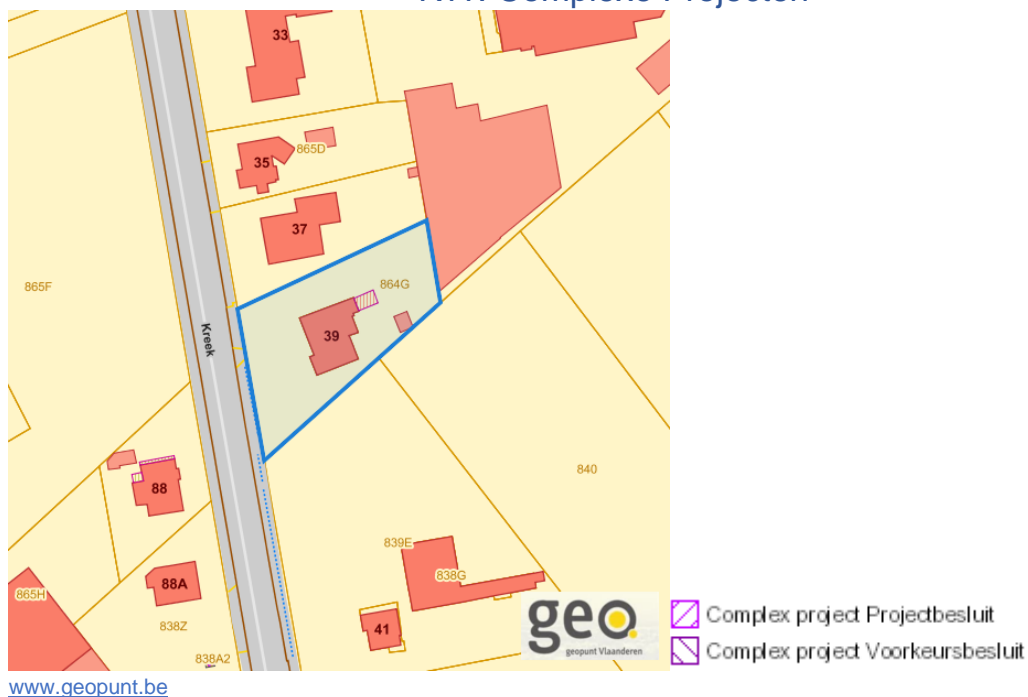 33
35
865D
37
865F
864G
39
Kreek
840
88
839E
838G
865H
88A
838Z
41
838A2
geo.
geopunt Vlaanderen
Complex project Projectbesluit
Complex project Voorkeursbesluit
www.geopunt.be